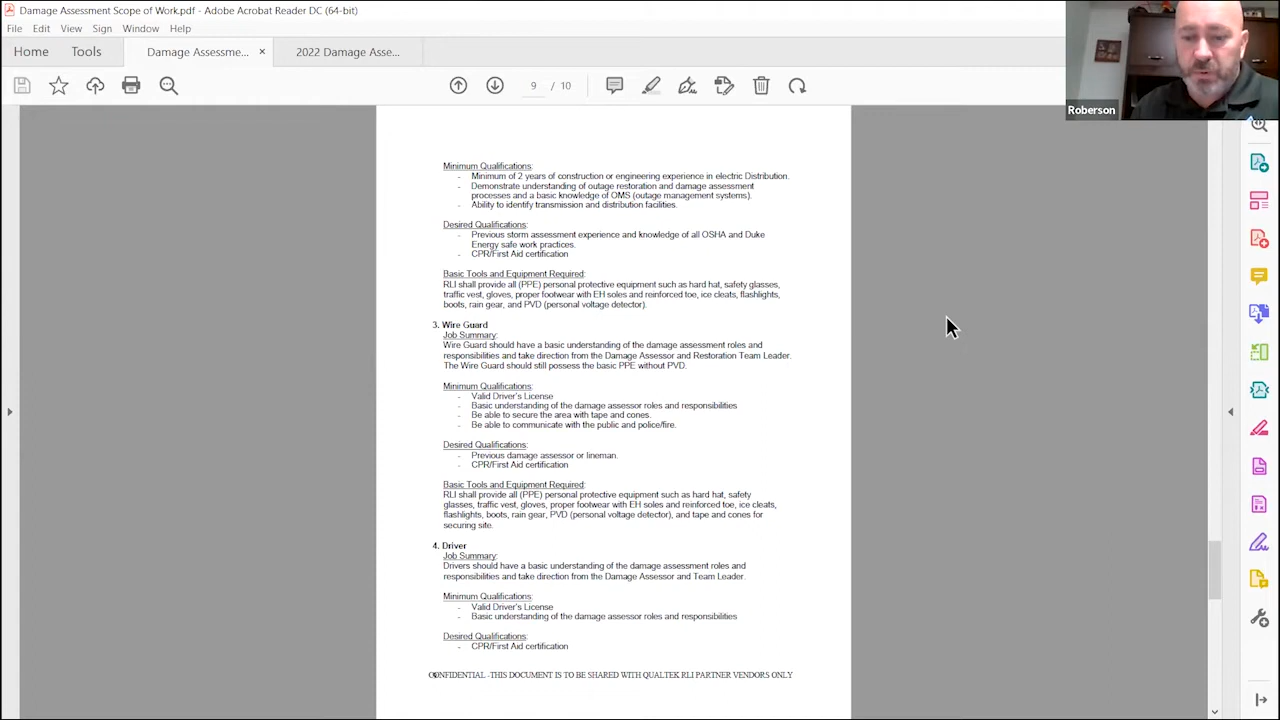 Damage Assessment Scope of Work.pdf - Adobe Acrobat Reader DC (64-bit)
File Edit View Sign Window Help
Home Tools Damage Assessme... × 2022 Damage Asse...
9 / 10
Roberson
Minimum Qualifications:
- Minimum of 2 years of construction or engineering experience in electric Distribution.
- Demonstrate understanding of outage restoration and damage assessment
processes and a basic knowledge of OMS (outage management systems).
- Ability to identify transmission and distribution facilities.
Desired Qualifications:
- Previous storm assessment experience and knowledge of all OSHA and Duke
Energy safe work practices.
- CPR/First Aid certification
Basic Tools and Equipment Required:
RLI shall provide all (PPE) personal protective equipment such as hard hat, safety glasses,
traffic vest, gloves, proper footwear with EH soles and reinforced toe, ice cleats, flashlights,
boots, rain gear, and PVD (personal voltage detector).
3. Wire Guard
Job Summary:
Wire Guard should have a basic understanding of the damage assessment roles and
responsibilities and take direction from the Damage Assessor and Restoration Team Leader.
The Wire Guard should still possess the basic PPE without PVD.
Minimum Qualifications:
- Valid Driver's License
- Basic understanding of the damage assessor roles and responsibilities
- Be able to secure the area with tape and cones.
- Be able to communicate with the public and police/fire.
Desired Qualifications:
- Previous damage assessor or lineman.
- CPR/First Aid certification
Basic Tools and Equipment Required:
RLI shall provide all (PPE) personal protective equipment such as hard hat, safety
glasses, traffic vest, gloves, proper footwear with EH soles and reinforced toe, ice cleats,
flashlights, boots, rain gear, PVD (personal voltage detector), and tape and cones for
securing site.
4. Driver
Job Summary:
Drivers should have a basic understanding of the damage assessment roles and
responsibilities and take direction from the Damage Assessor and Team Leader.
Minimum Qualifications:
- Valid Driver's License
- Basic understanding of the damage assessor roles and responsibilities
Desired Qualifications:
- CPR/First Aid certification
CONFIDENTIAL -THIS DOCUMENT IS TO BE SHARED WITH QUALTEK RLI PARTNER VENDORS ONLY